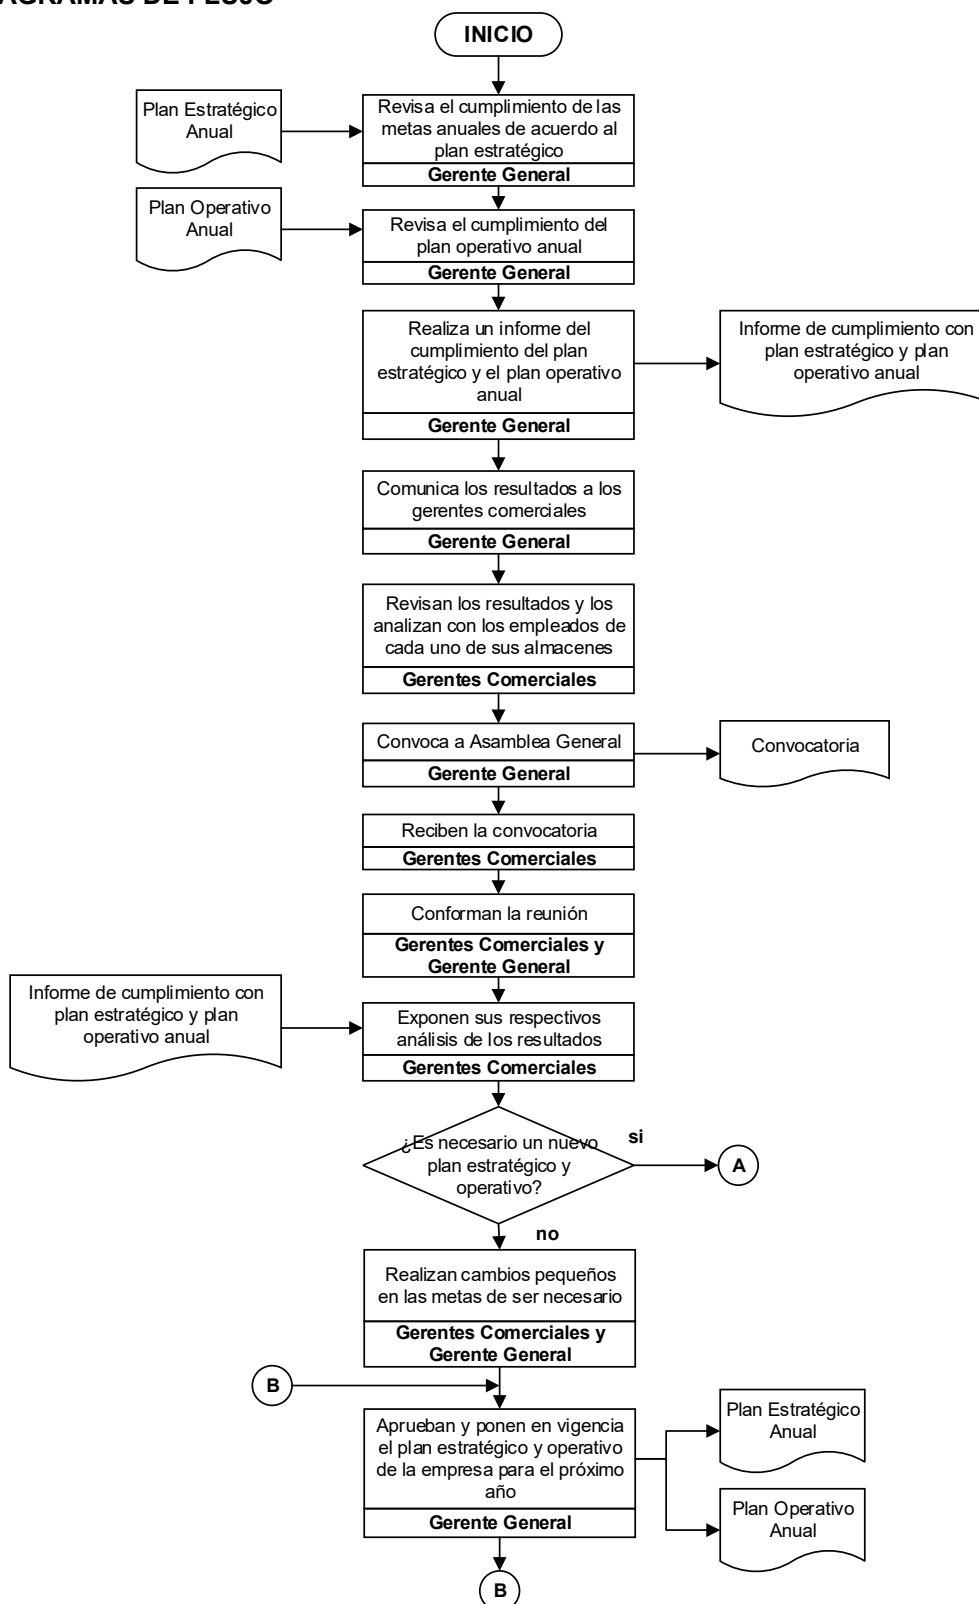 AGRAMAS DE FLUJO
INICIO
Plan Estratégico
Anual
Revisa el cumplimiento de las
metas anuales de acuerdo al
plan estratégico
Gerente General
Plan Operativo
Anual
Revisa el cumplimiento del
plan operativo anual
Gerente General
Realiza un informe del
cumplimiento del plan
estratégico y el plan operativo
anual
Gerente General
Informe de cumplimiento con
plan estratégico y plan
operativo anual
Comunica los resultados a los
gerentes comerciales
Gerente General
Revisan los resultados y los
analizan con los empleados de
cada uno de sus almacenes
Gerentes Comerciales
Convoca a Asamblea General
Gerente General
Convocatoria
Reciben la convocatoria
Gerentes Comerciales
Conforman la reunión
Gerentes Comerciales y
Gerente General
Informe de cumplimiento con
plan estratégico y plan
operativo anual
Exponen sus respectivos
análisis de los resultados
Gerentes Comerciales
¿Es necesario un nuevo
plan estratégico y
operativo?
si
A
no
Realizan cambios pequeños
en las metas de ser necesario
Gerentes Comerciales y
Gerente General
B
Aprueban y ponen en vigencia
el plan estratégico y operativo
de la empresa para el próximo
año
Gerente General
Plan Estratégico
Anual
Plan Operativo
Anual
B